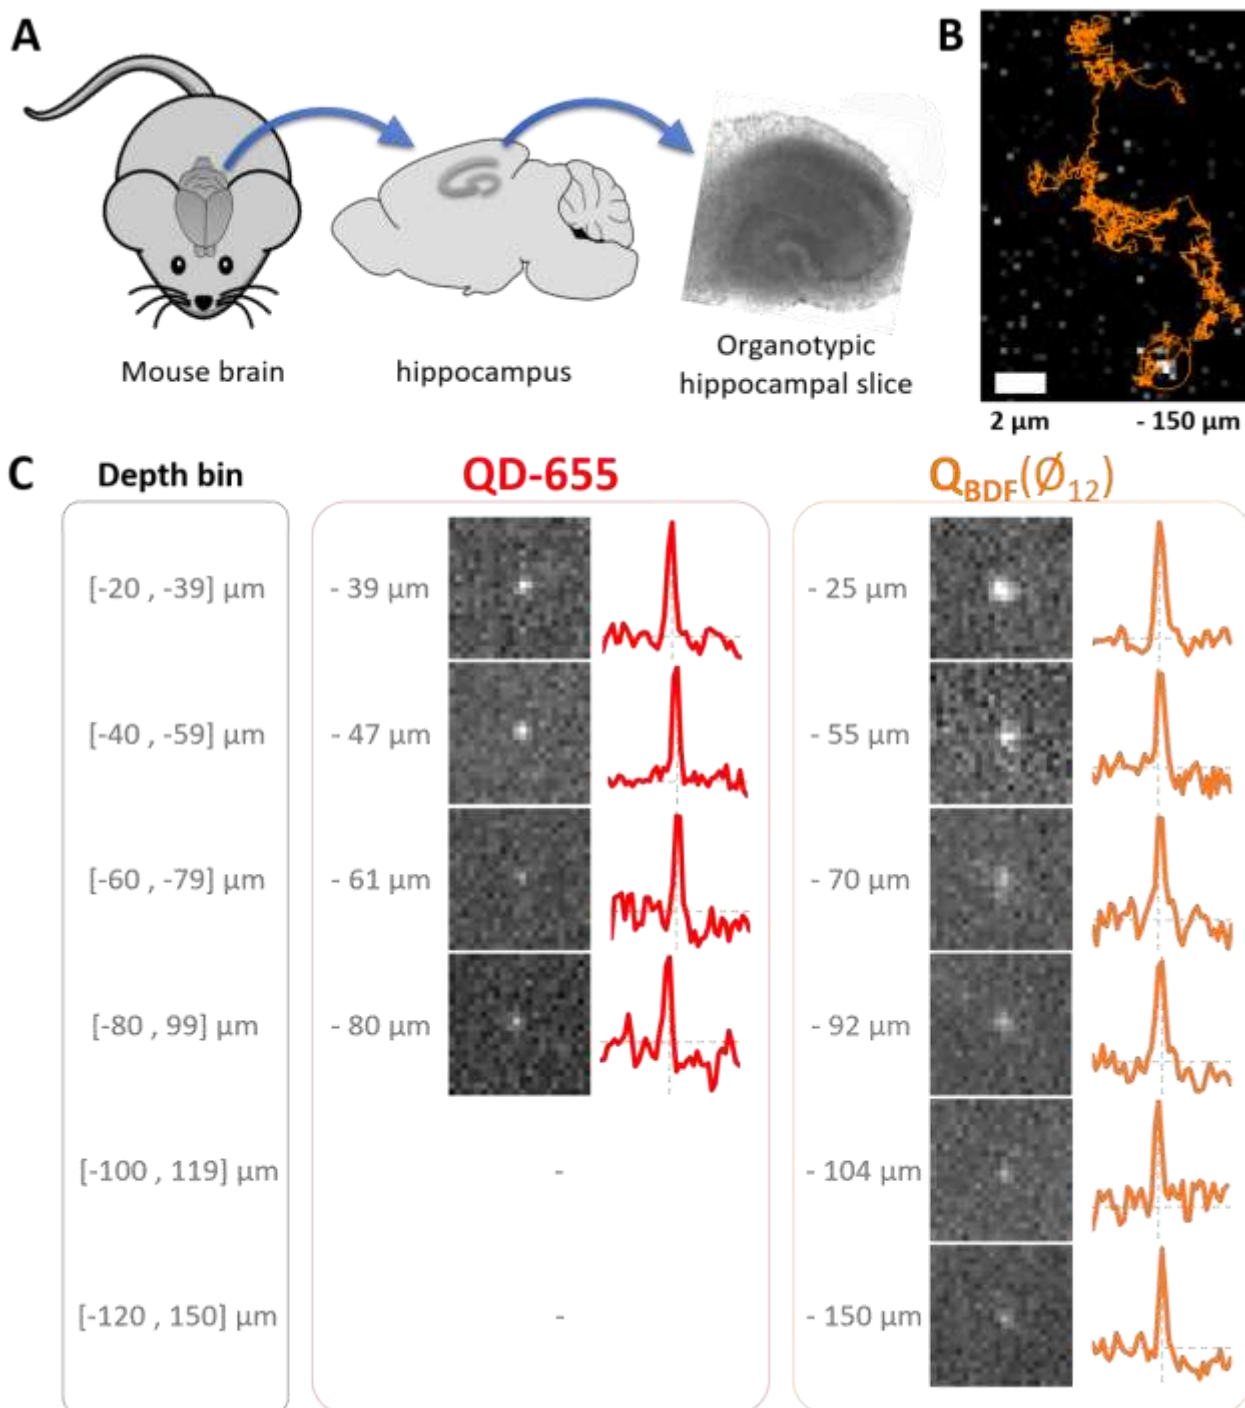 A
B
Mouse brain
hippocampus
Organotypic
hippocampal slice
2 µm
- 150 µm
C
Depth bin
QD-655
Q_BDF(Ø_12)
[-20 , -39] µm
- 39 µm
- 25 µm
[-40 , -59] µm
- 47 µm
- 55 µm
[-60 , -79] µm
- 61 µm
- 70 µm
[-80 , 99] µm
- 80 µm
- 92 µm
[-100 , 119] µm
-
- 104 µm
[-120 , 150] µm
-
- 150 µm